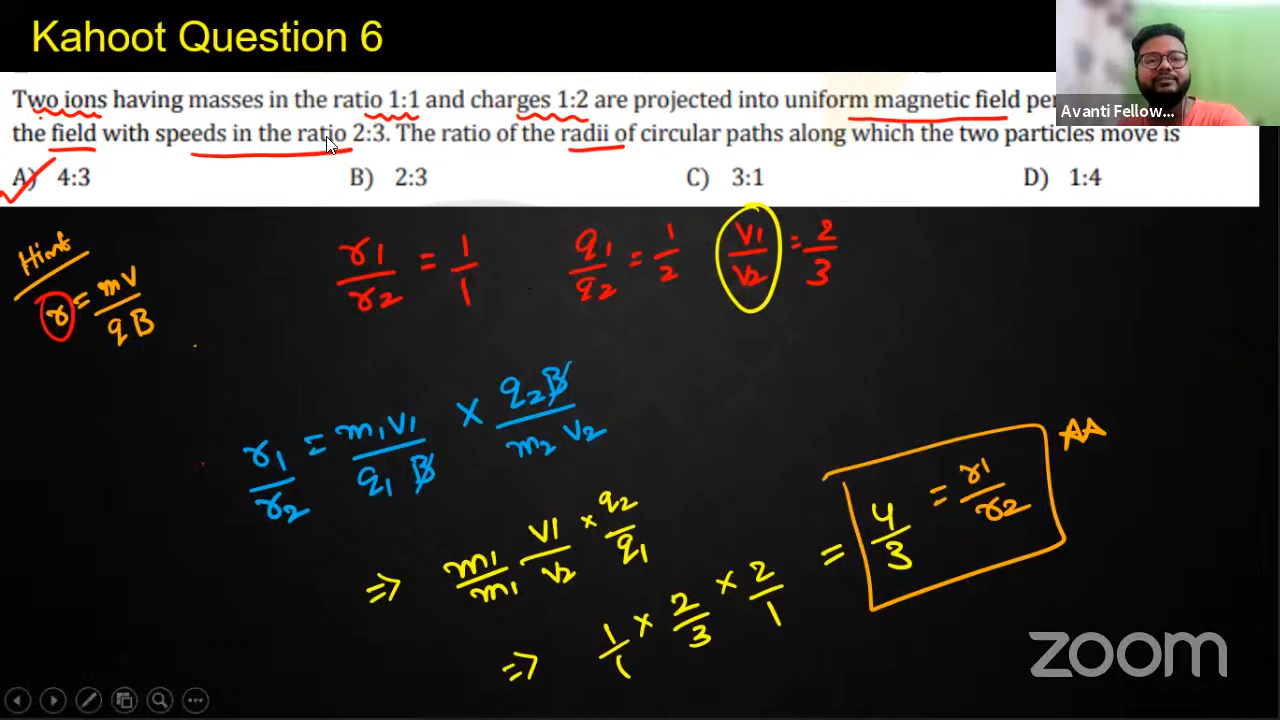 Kahoot Question 6
Two ions having masses in the ratio 1:1 and charges 1:2 are projected into uniform magnetic field
the field with speeds in the ratio 2:3. The ratio of the radii of circular paths along which the two particles move is
A) 4:3 B) 2:3 C) 3:1 D) 1:4
Avanti Fellow...
Hint
r = mv/qB
r1/r2 = 1/1 q1/q2 = 1/2 v1/v2 = 2/3
r1/r2 = m1v1/q1B × q2B/m2v2
=> m1/m1 v1/v2 × q2/q1
=> 1/1 × 2/3 × 2/1 = 4/3 = r1/r2
zoom